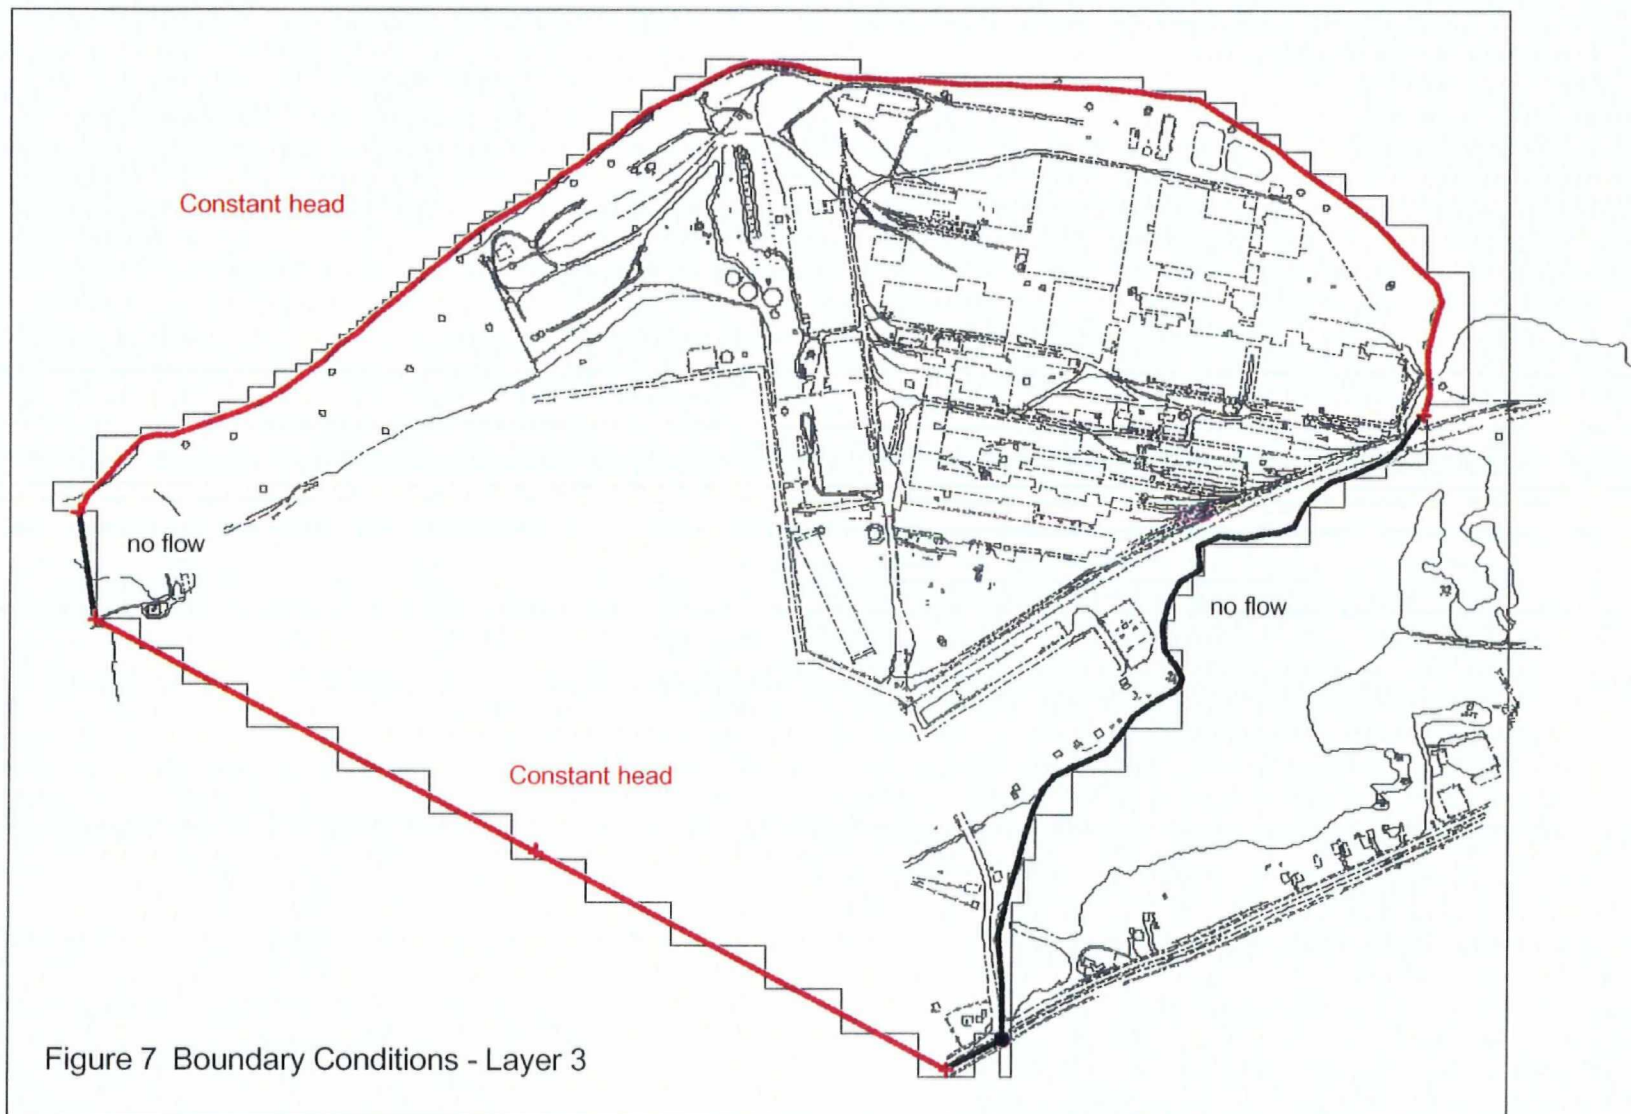 Constant head
no flow
no flow
Constant head
Figure 7 Boundary Conditions - Layer 3